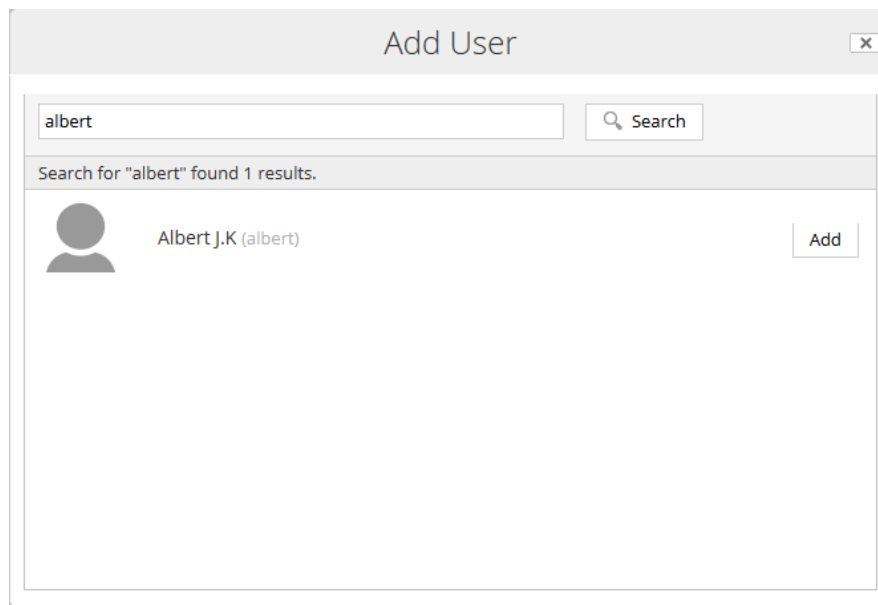 Add User
albert
Search
Search for "albert" found 1 results.
Albert J.K (albert)
Add